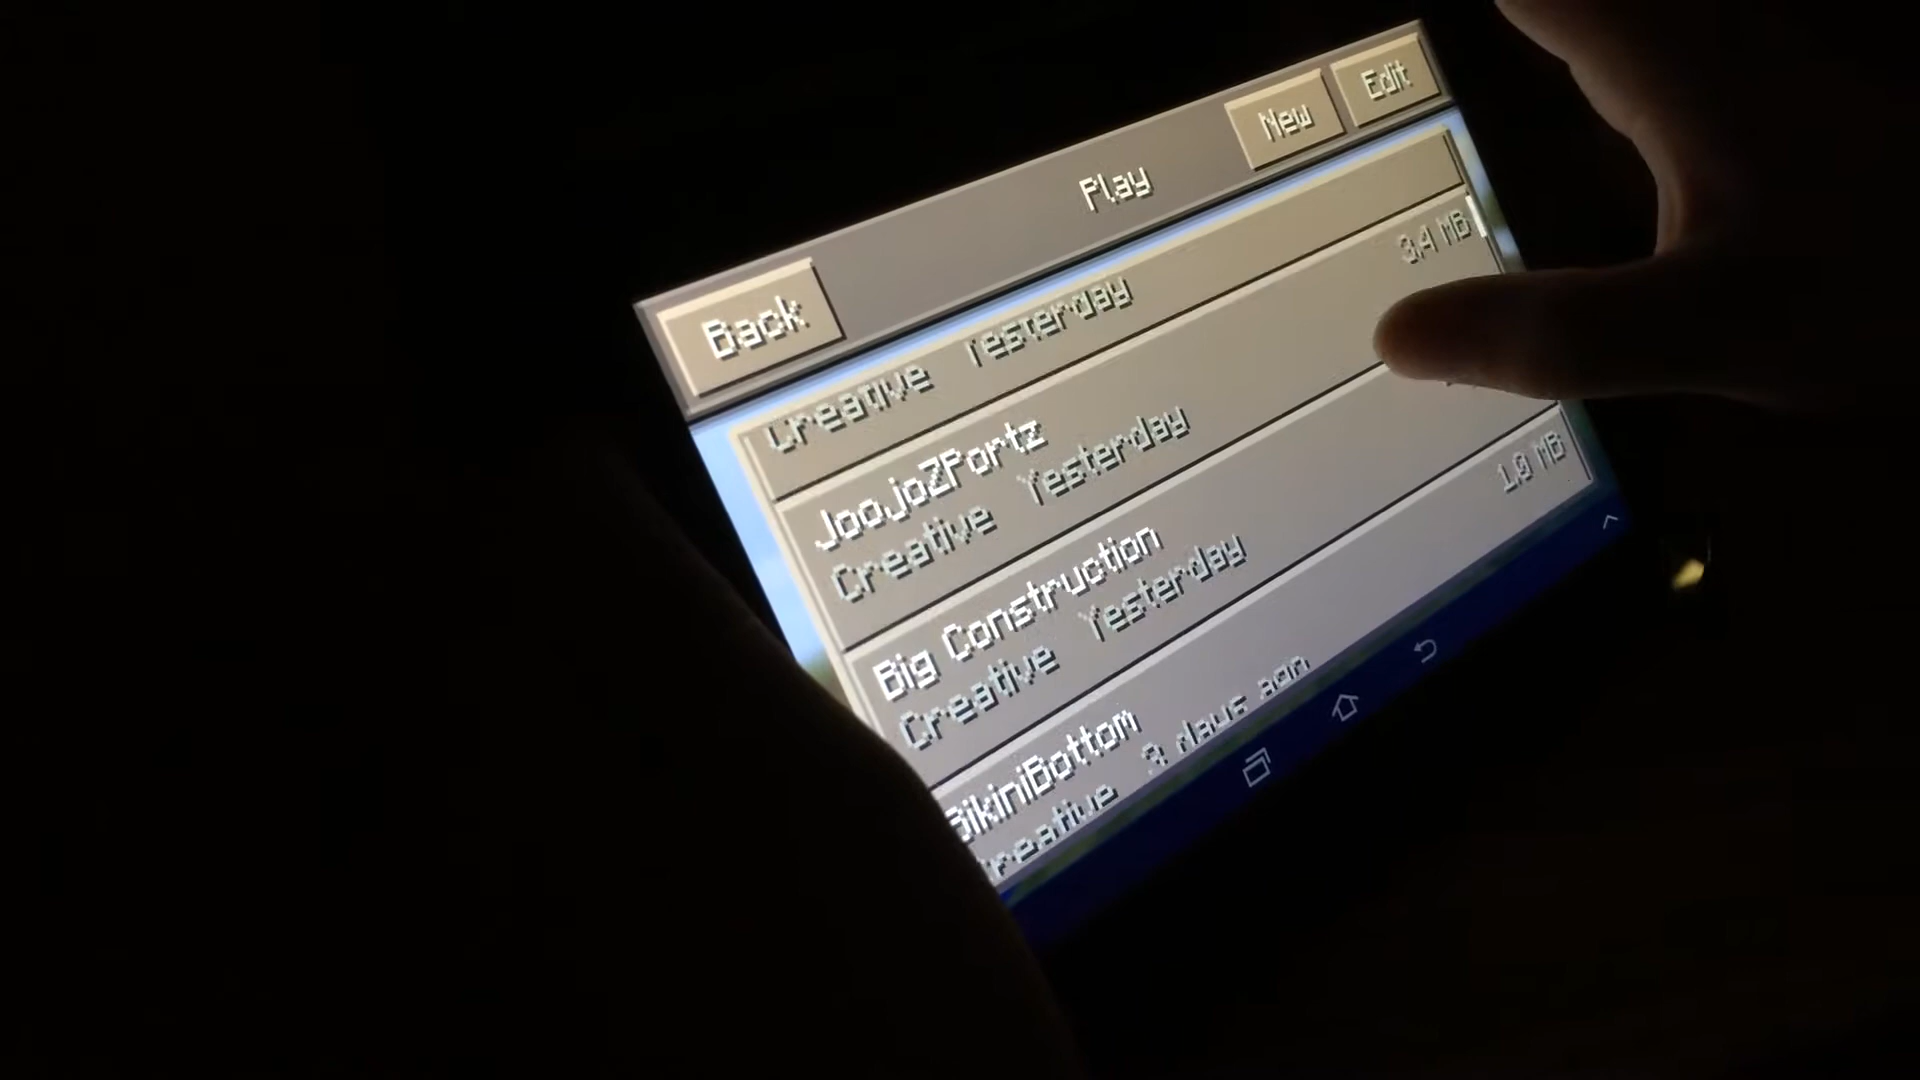 Back Play New Edit
Creative Yesterday
JoojoZPortz 3.4 MB
Creative Yesterday
Big Construction
Creative Yesterday
BikiniBottom 1.0 MB
Creative 9 days ago